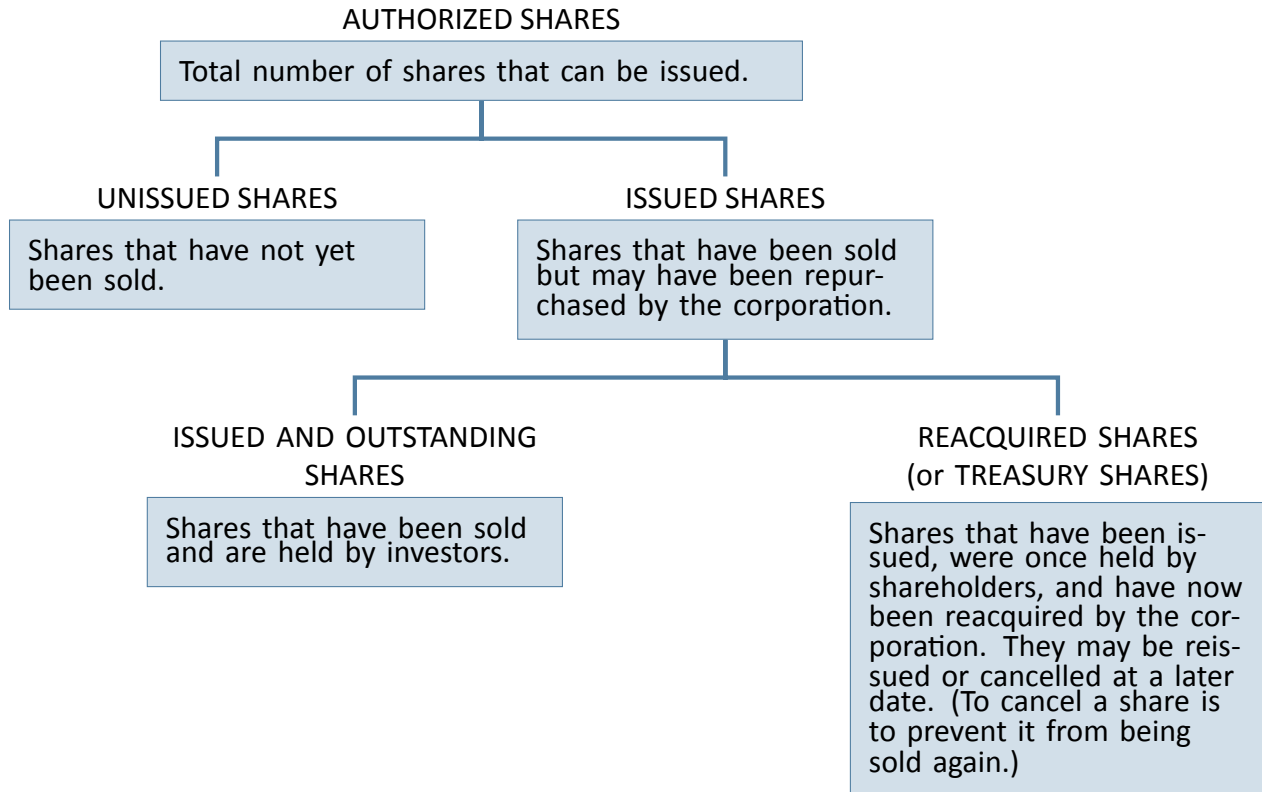 AUTHORIZED SHARES
Total number of shares that can be issued.
UNISSUED SHARES
Shares that have not yet
been sold.
ISSUED SHARES
Shares that have been sold
but may have been repur-
chased by the corporation.
ISSUED AND OUTSTANDING
SHARES
Shares that have been sold
and are held by investors.
REACQUIRED SHARES
(or TREASURY SHARES)
Shares that have been is-
sued, were once held by
shareholders, and have now
been reacquired by the cor-
poration. They may be reis-
sued or cancelled at a later
date. (To cancel a share is
to prevent it from being
sold again.)